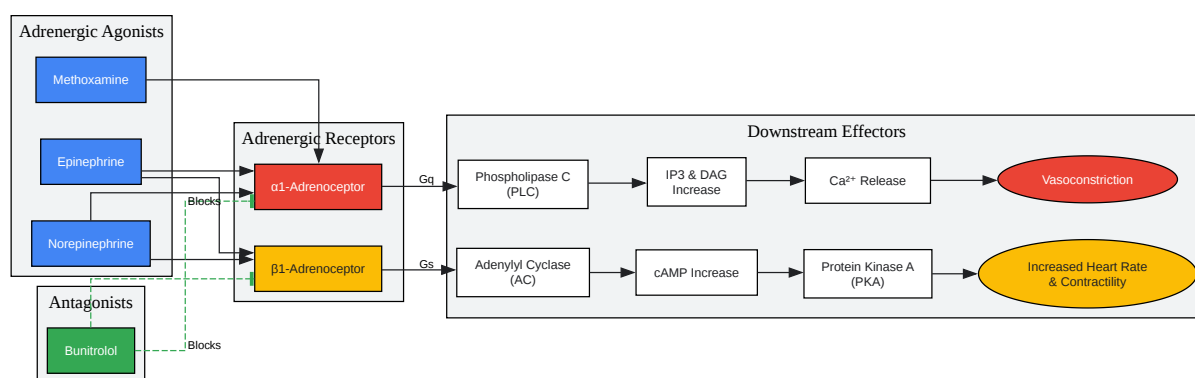 Adrenergic Agonists
Methoxamine
Epinephrine
Norepinephrine
Antagonists
Bunitrolol
Blocks
Blocks
Adrenergic Receptors
α1-Adrenoceptor
β1-Adrenoceptor
Gq
Gs
Downstream Effectors
Phospholipase C
(PLC)
IP3 & DAG
Increase
Ca²⁺ Release
Vasoconstriction
Adenylyl Cyclase
(AC)
cAMP Increase
Protein Kinase A
(PKA)
Increased Heart Rate
& Contractility